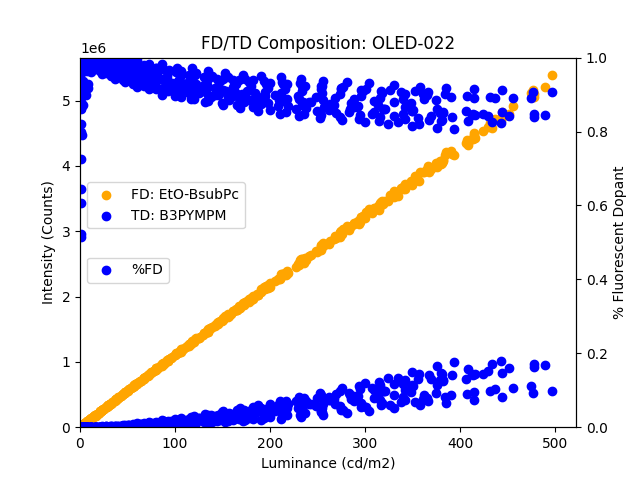 FD/TD Composition: OLED-022
1e6
5
4
3
2
1
0
Intensity (Counts)
FD: EtO-BsubPc
TD: B3PYMPM
%FD
1.0
0.8
0.6
0.4
0.2
0.0
% Fluorescent Dopant
0 100 200 300 400 500
Luminance (cd/m2)